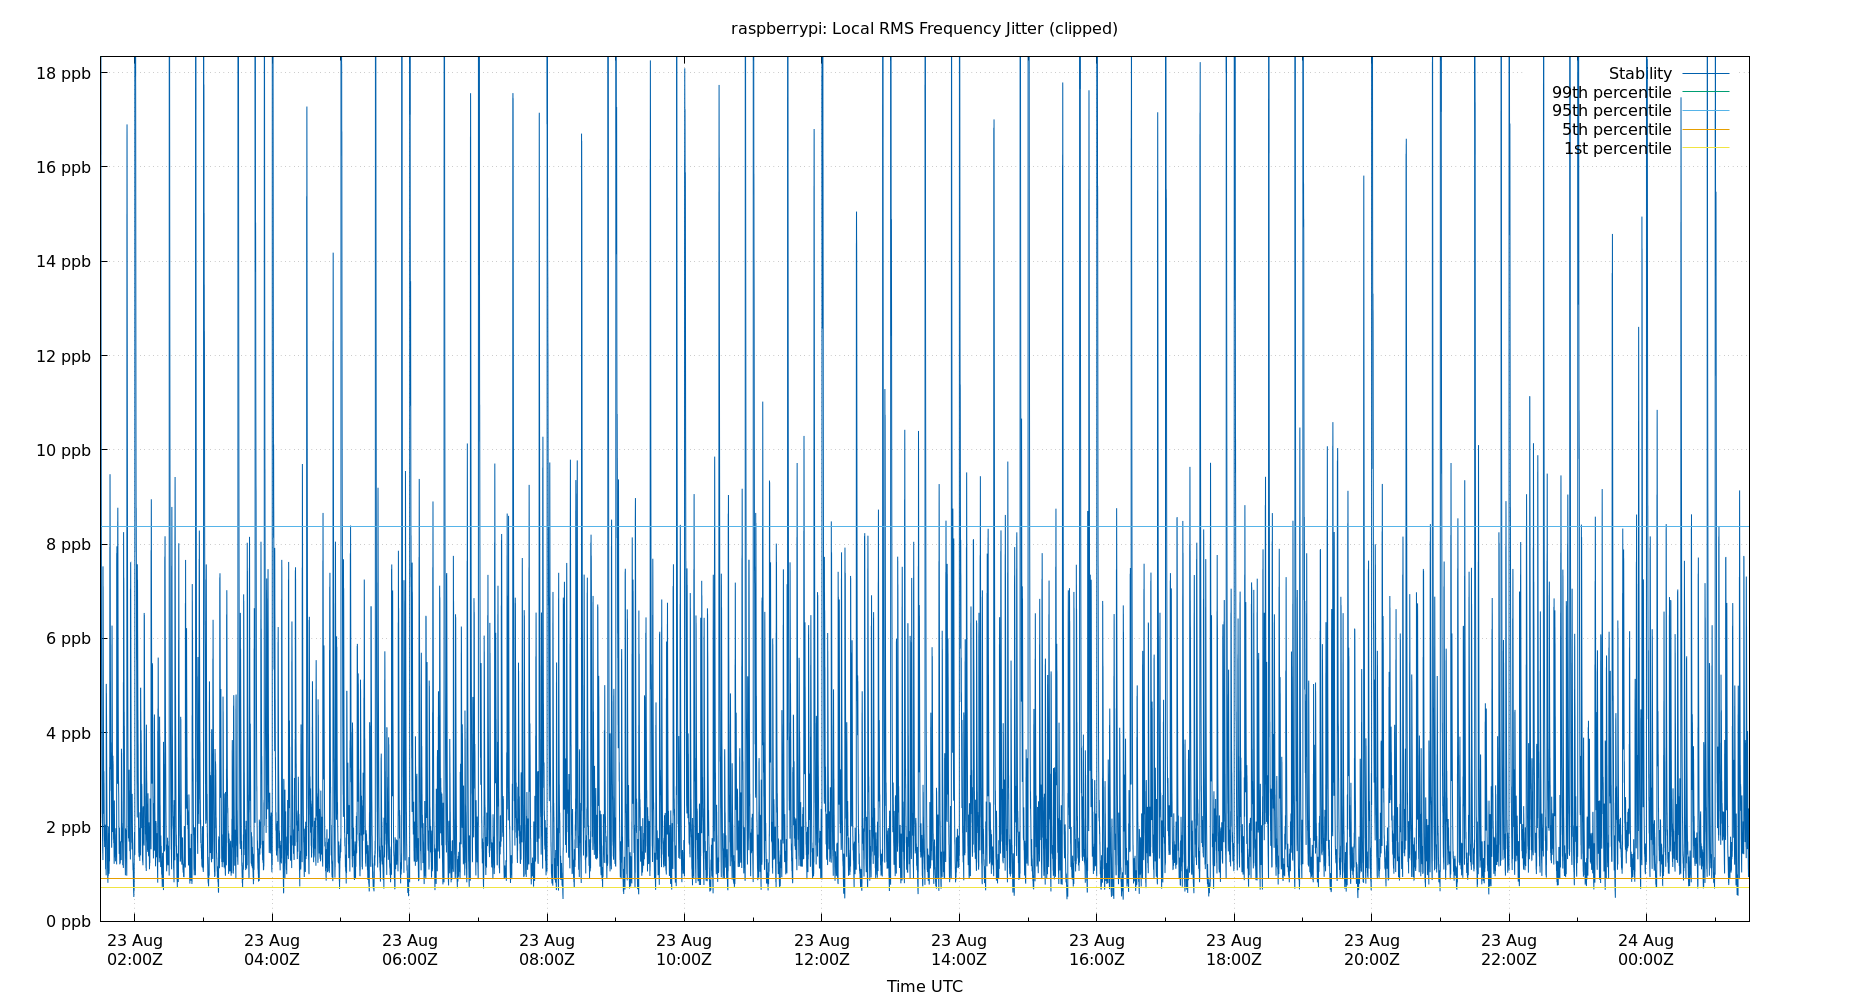 raspberrypi: Local RMS Frequency Jitter (clipped)
18 ppb
16 ppb
14 ppb
12 ppb
10 ppb
8 ppb
6 ppb
4 ppb
2 ppb
0 ppb
Stability
99th percentile
95th percentile
5th percentile
1st percentile
23 Aug 23 Aug 23 Aug 23 Aug 23 Aug 23 Aug 23 Aug 23 Aug 23 Aug 23 Aug 23 Aug 24 Aug
02:00Z 04:00Z 06:00Z 08:00Z 10:00Z 12:00Z 14:00Z 16:00Z 18:00Z 20:00Z 22:00Z 00:00Z
Time UTC